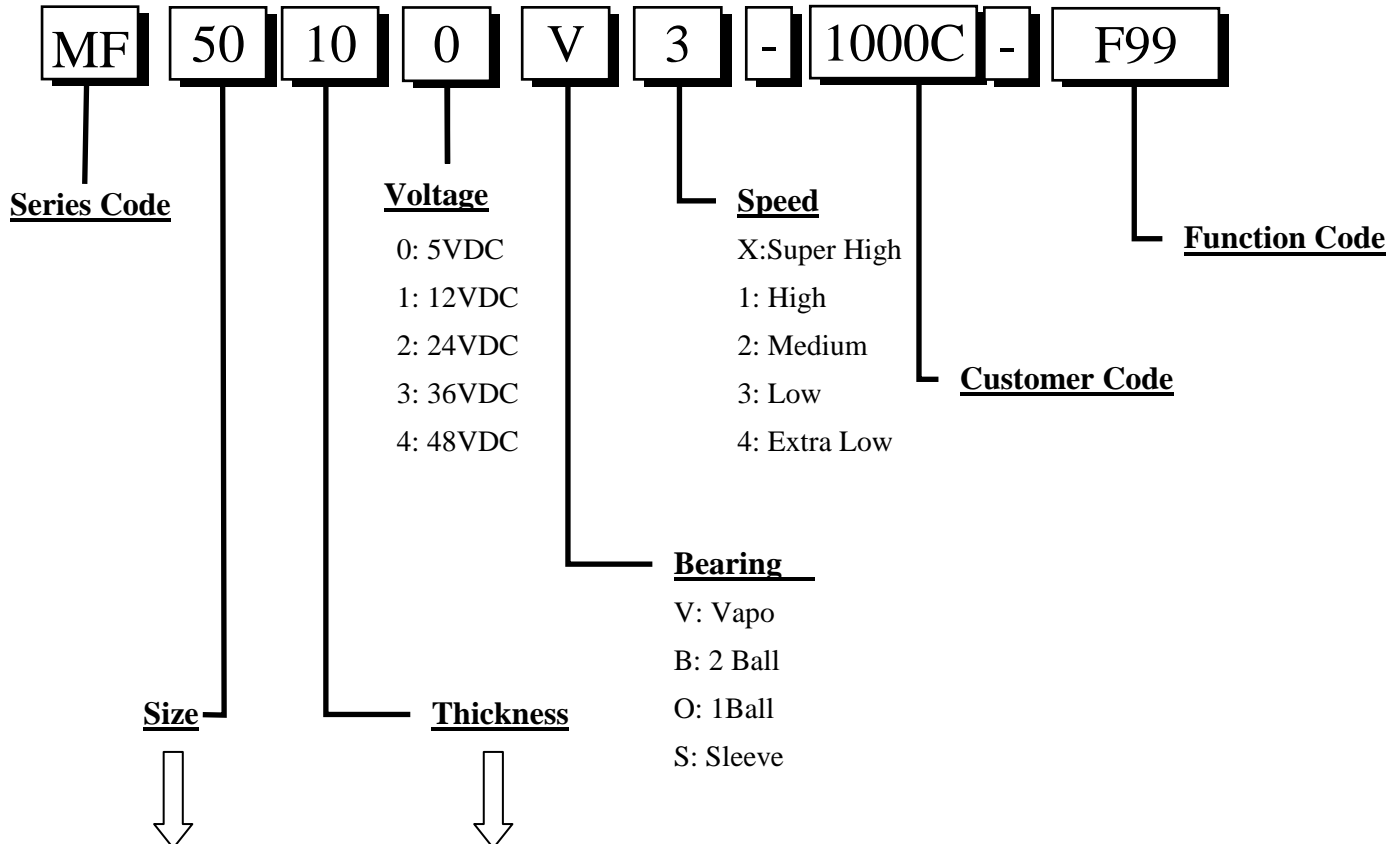 MF 50 10 0 V 3 - 1000C - F99
Series Code
Voltage
0: 5VDC
1: 12VDC
2: 24VDC
3: 36VDC
4: 48VDC
Speed
X:Super High
1: High
2: Medium
3: Low
4: Extra Low
Function Code
Customer Code
Bearing
V: Vapo
B: 2 Ball
O: 1Ball
S: Sleeve
Size
Thickness